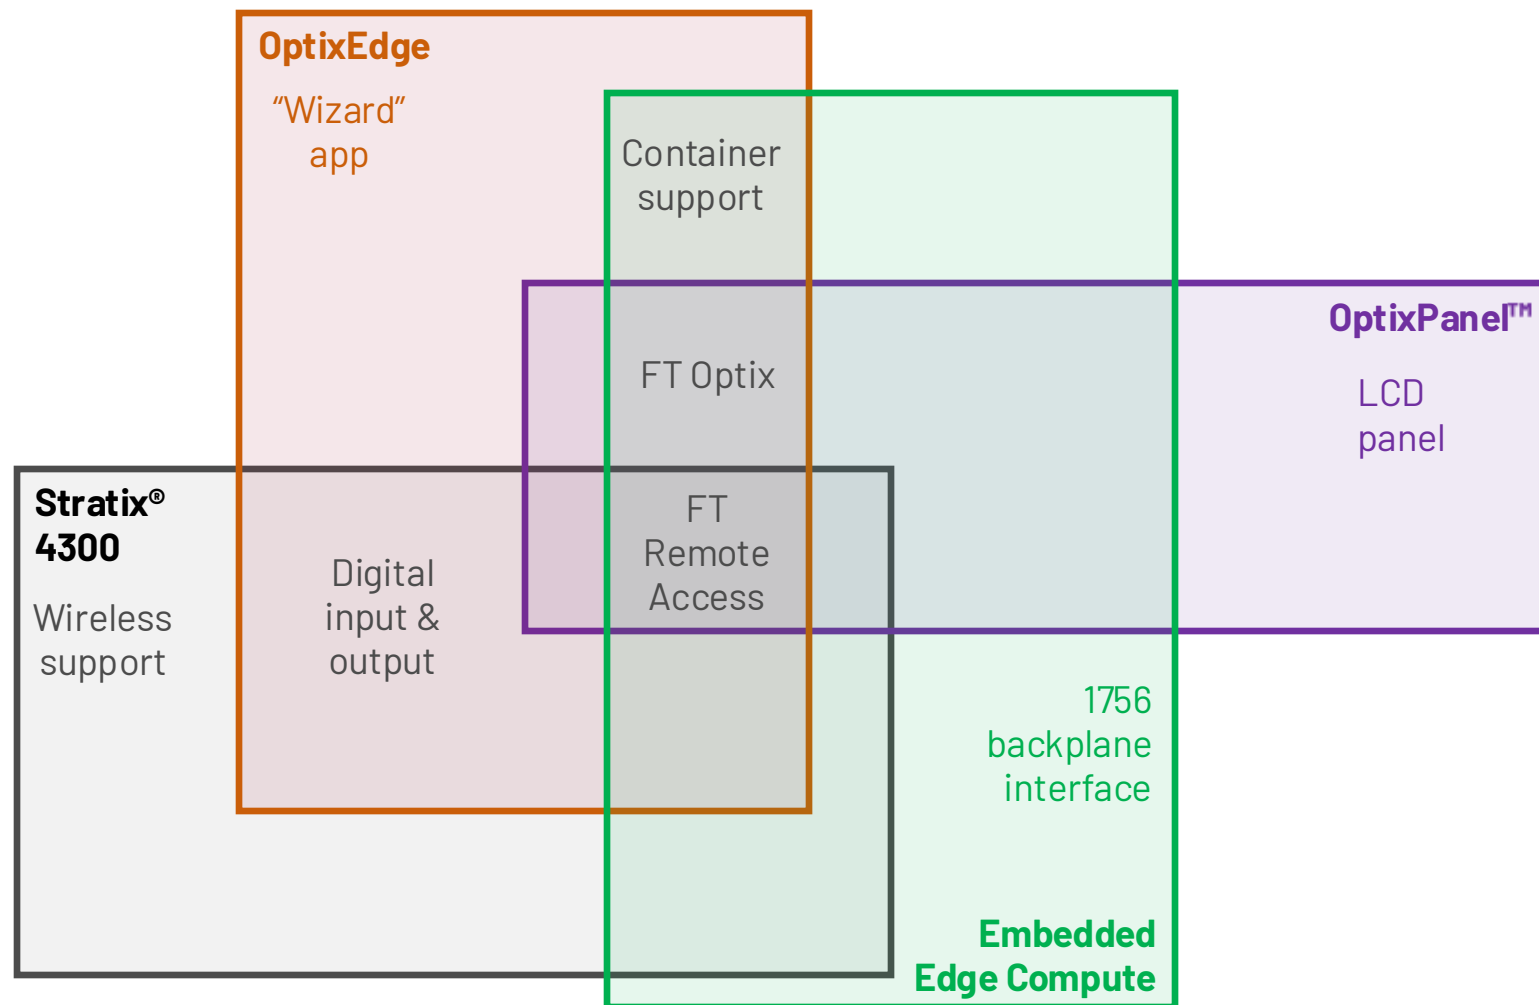 OptixEdge
“Wizard”
app
Container
support
OptixPanel™
LCD
panel
FT Optix
Stratix®
4300
Wireless
support
Digital
input &
output
FT
Remote
Access
1756
backplane
interface
Embedded
Edge Compute